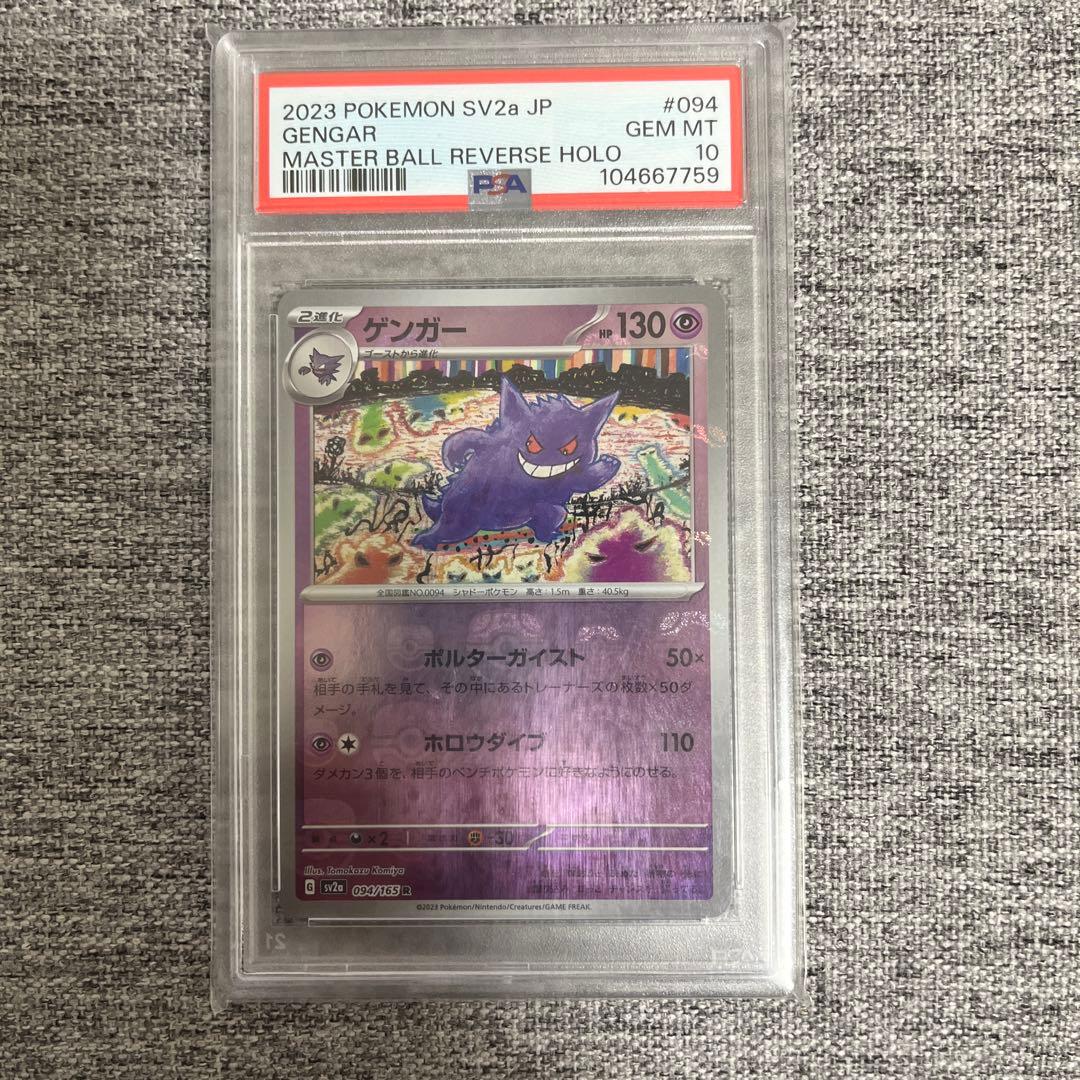 2023 POKEMON SV2a JP #094
GENGAR GEM MT
MASTER BALL REVERSE HOLO 10
PSA 104667759
2進化 ゲンガー HP 130
ゴーストから進化
全国図鑑NO.0094 シャドーポケモン 高さ:1.5m 重さ:40.5kg
ポルターガイスト 50×
相手の手札を見て、その中にあるトレーナーズの枚数×50ダ
メージ。
ホロウダイブ 110
ダメカン3個を、相手のベンチポケモンに好きなようにのせる。
×2 -30
Illus. Tomokazu Komiya
G sv2a 094/165 R
©2023 Pokémon/Nintendo/Creatures/GAME FREAK.